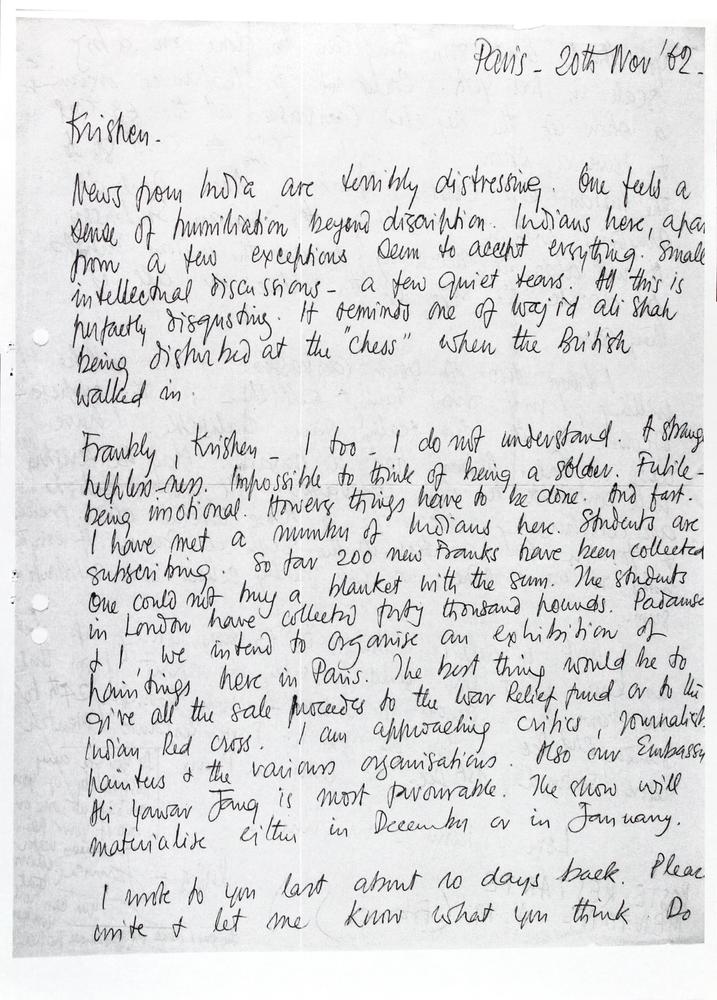 Paris - 20th Nov '62.
Krishen.
News from India are terribly distressing. One feels a
sense of humiliation beyond discription. Indians here, apar
from a few exceptions seem to accept erything. Small
intellectual discussions - a few quiet tears. All this is
perfectly disgusting. It reminds one of Wajid Ali Shah
being disturbed at the "chess" when the British
walked in.
Frankly, Krishen - I too - I do not understand. A strang
helpless-ness. Impossible to think of being a solder. Futile -
being imotional. Howers things have to be done. And fast.
I have met a number of Indians here. Students are
subscribing. So far 200 new Franks have been collected
One could not buy a blanket with the sum. The students
in London have collected forty thousand pounds. Padamse
& I, we intend to organise an exhibition of
paintings here in Paris. The best thing would be to
give all the sale proceeds to the War Relief fund or to the
Indian Red Cross. I am approaching critics, journalist
painters & the various organisations. Also our Embassy
Ali Yawar Jang is most favourable. The show will
materialise either in December or in January.
I wrote to you last about 10 days back. Pleas
write & let me know what you think. Do